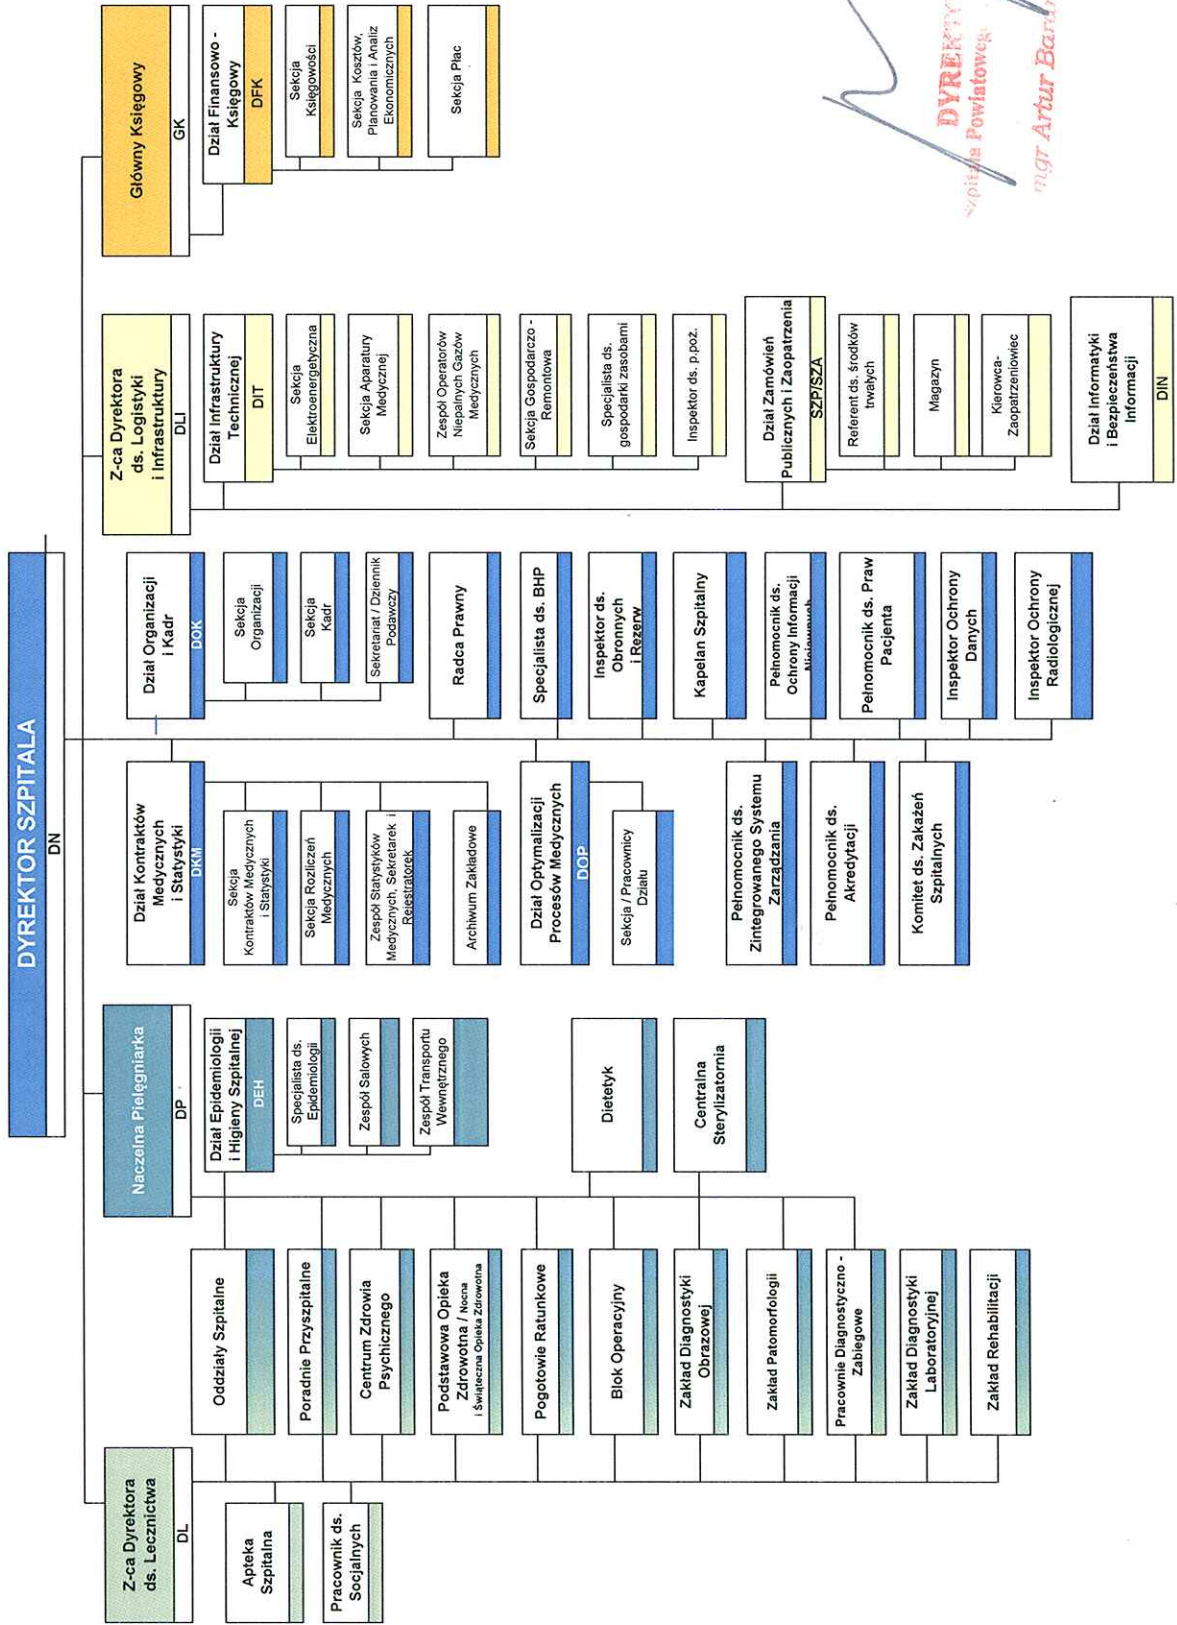 DYREKTOR SZPITALA
DN
Z-ca Dyrektora
ds. Lecznictwa
DL
Apteka
Szpitalna
Pracownik ds.
Socjalnych
Oddziały Szpitalne
Poradnie Przyszpitalne
Centrum Zdrowia
Psychicznego
Podstawowa Opieka
Zdrowotna / Nocna
i Świąteczna Opieka Zdrowotna
Pogotowie Ratunkowe
Blok Operacyjny
Zakład Diagnostyki
Obrazowej
Zakład Patomorfologii
Pracownie Diagnostyczno -
Zabiegowe
Zakład Diagnostyki
Laboratoryjnej
Zakład Rehabilitacji
Naczelna Pielęgniarka
DP
Dział Epidemiologii
i Higieny Szpitalnej
DEH
Specjalista ds.
Epidemiologii
Zespół Salowych
Zespół Transportu
Wewnętrznego
Dietetyk
Centralna
Sterylizatornia
Dział Kontraktów
Medycznych
i Statystyki
DKM
Sekcja
Kontraktów Medycznych
i Statystyki
Sekcja Rozliczeń
Medycznych
Zespół Statystyków
Medycznych, Sekretarek i
Rejestratorek
Archiwum Zakładowe
Dział Optymalizacji
Procesów Medycznych
DOP
Sekcja / Pracownicy
Działu
Pełnomocnik ds.
Zintegrowanego Systemu
Zarządzania
Pełnomocnik ds.
Akredytacji
Komitet ds. Zakażeń
Szpitalnych
Dział Organizacji
i Kadr
DOK
Sekcja
Organizacji
Sekcja
Kadr
Sekretariat / Dziennik
Podawczy
Radca Prawny
Specjalista ds. BHP
Inspektor ds.
Obronnych
i Rezerw
Kapelan Szpitalny
Pełnomocnik ds.
Ochrony Informacji
Niejawnych
Pełnomocnik ds. Praw
Pacjenta
Inspektor Ochrony
Danych
Inspektor Ochrony
Radiologicznej
Z-ca Dyrektora
ds. Logistyki
i Infrastruktury
DLI
Dział Infrastruktury
Technicznej
DIT
Sekcja
Elektroenergetyczna
Sekcja Aparatury
Medycznej
Zespół Operatorów
Niepalnych Gazów
Medycznych
Sekcja Gospodarczo -
Remontowa
Specjalista ds.
gospodarki zasobami
Inspektor ds. p.poż.
Dział Zamówień
Publicznych i Zaopatrzenia
SZP/SZA
Referent ds. środków
trwałych
Magazyn
Kierowca-
Zaopatrzeniowiec
Dział Informatyki
i Bezpieczeństwa
Informacji
DIN
Główny Księgowy
GK
Dział Finansowo -
Księgowy
DFK
Sekcja
Księgowości
Sekcja Kosztów,
Planowania i Analiz
Ekonomicznych
Sekcja Płac
DYREKTO
Szpitala Powiatowego
mgr Artur Baran